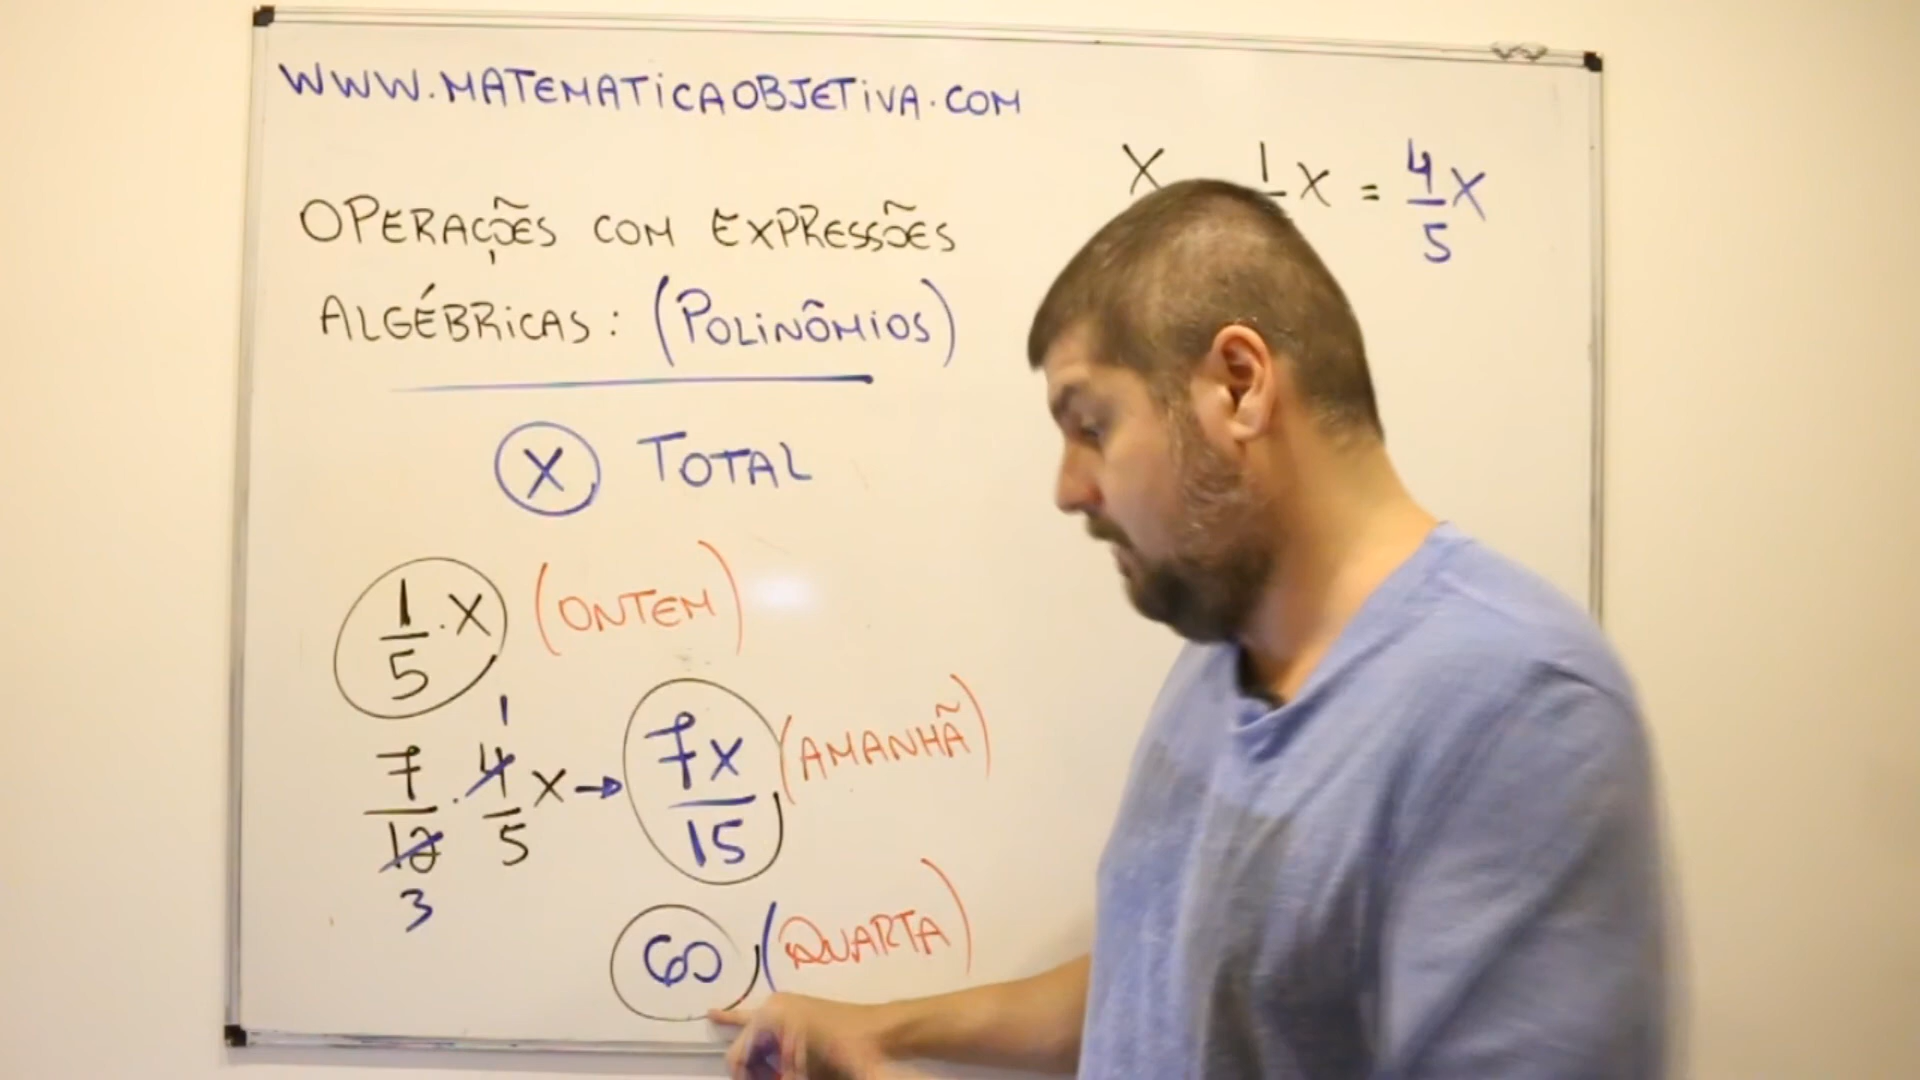 WWW.MATEMATICAOBJETIVA.COM
X 1 X = 4/5 X
OPERAÇÕES COM EXPRESSÕES
ALGÉBRICAS: (POLINÔMIOS)
X TOTAL
1/5 . X (ONTEM)
1
7/12 . 4/5 X → 7X/15 (AMANHÃ)
3
60 (QUARTA)